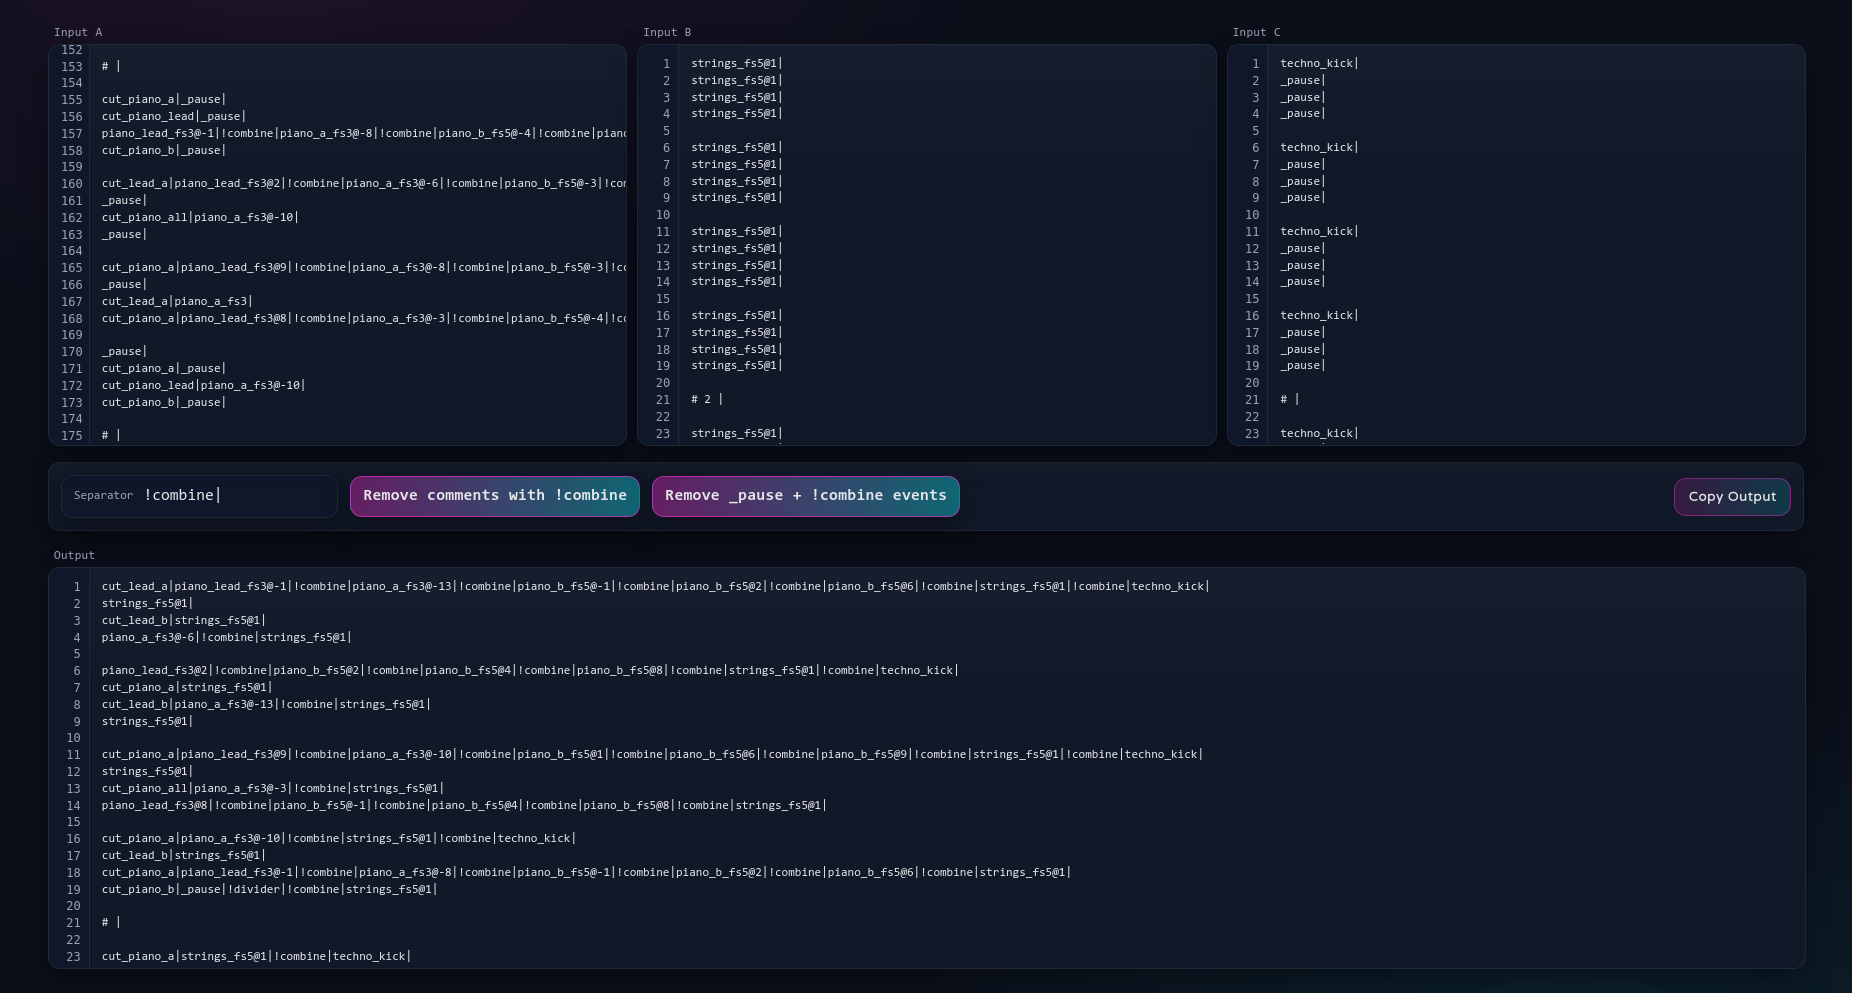 Input A
152
153 # |
154
155 cut_piano_a|_pause|
156 cut_piano_lead|_pause|
157 piano_lead_fs3@-1|!combine|piano_a_fs3@-8|!combine|piano_b_fs5@-4|!combine|piano
158 cut_piano_b|_pause|
159
160 cut_lead_a|piano_lead_fs3@2|!combine|piano_a_fs3@-6|!combine|piano_b_fs5@-3|!com
161 _pause|
162 cut_piano_all|piano_a_fs3@-10|
163 _pause|
164
165 cut_piano_a|piano_lead_fs3@9|!combine|piano_a_fs3@-8|!combine|piano_b_fs5@-3|!co
166 _pause|
167 cut_lead_a|piano_a_fs3|
168 cut_piano_a|piano_lead_fs3@8|!combine|piano_a_fs3@-3|!combine|piano_b_fs5@-4|!co
169
170 _pause|
171 cut_piano_a|_pause|
172 cut_piano_lead|piano_a_fs3@-10|
173 cut_piano_b|_pause|
174
175 # |
Input B
1 strings_fs5@1|
2 strings_fs5@1|
3 strings_fs5@1|
4 strings_fs5@1|
5
6 strings_fs5@1|
7 strings_fs5@1|
8 strings_fs5@1|
9 strings_fs5@1|
10
11 strings_fs5@1|
12 strings_fs5@1|
13 strings_fs5@1|
14 strings_fs5@1|
15
16 strings_fs5@1|
17 strings_fs5@1|
18 strings_fs5@1|
19 strings_fs5@1|
20
21 # 2 |
22
23 strings_fs5@1|
Input C
1 techno_kick|
2 _pause|
3 _pause|
4 _pause|
5
6 techno_kick|
7 _pause|
8 _pause|
9 _pause|
10
11 techno_kick|
12 _pause|
13 _pause|
14 _pause|
15
16 techno_kick|
17 _pause|
18 _pause|
19 _pause|
20
21 # |
22
23 techno_kick|
Separator !combine|
Remove comments with !combine
Remove _pause + !combine events
Copy Output
Output
1 cut_lead_a|piano_lead_fs3@-1|!combine|piano_a_fs3@-13|!combine|piano_b_fs5@-1|!combine|piano_b_fs5@2|!combine|piano_b_fs5@6|!combine|strings_fs5@1|!combine|techno_kick|
2 strings_fs5@1|
3 cut_lead_b|strings_fs5@1|
4 piano_a_fs3@-6|!combine|strings_fs5@1|
5
6 piano_lead_fs3@2|!combine|piano_b_fs5@2|!combine|piano_b_fs5@4|!combine|piano_b_fs5@8|!combine|strings_fs5@1|!combine|techno_kick|
7 cut_piano_a|strings_fs5@1|
8 cut_lead_b|piano_a_fs3@-13|!combine|strings_fs5@1|
9 strings_fs5@1|
10
11 cut_piano_a|piano_lead_fs3@9|!combine|piano_a_fs3@-10|!combine|piano_b_fs5@1|!combine|piano_b_fs5@6|!combine|piano_b_fs5@9|!combine|strings_fs5@1|!combine|techno_kick|
12 strings_fs5@1|
13 cut_piano_all|piano_a_fs3@-3|!combine|strings_fs5@1|
14 piano_lead_fs3@8|!combine|piano_b_fs5@-1|!combine|piano_b_fs5@4|!combine|piano_b_fs5@8|!combine|strings_fs5@1|
15
16 cut_piano_a|piano_a_fs3@-10|!combine|strings_fs5@1|!combine|techno_kick|
17 cut_lead_b|strings_fs5@1|
18 cut_piano_a|piano_lead_fs3@-1|!combine|piano_a_fs3@-8|!combine|piano_b_fs5@-1|!combine|piano_b_fs5@2|!combine|piano_b_fs5@6|!combine|strings_fs5@1|
19 cut_piano_b|_pause|!divider|!combine|strings_fs5@1|
20
21 # |
22
23 cut_piano_a|strings_fs5@1|!combine|techno_kick|